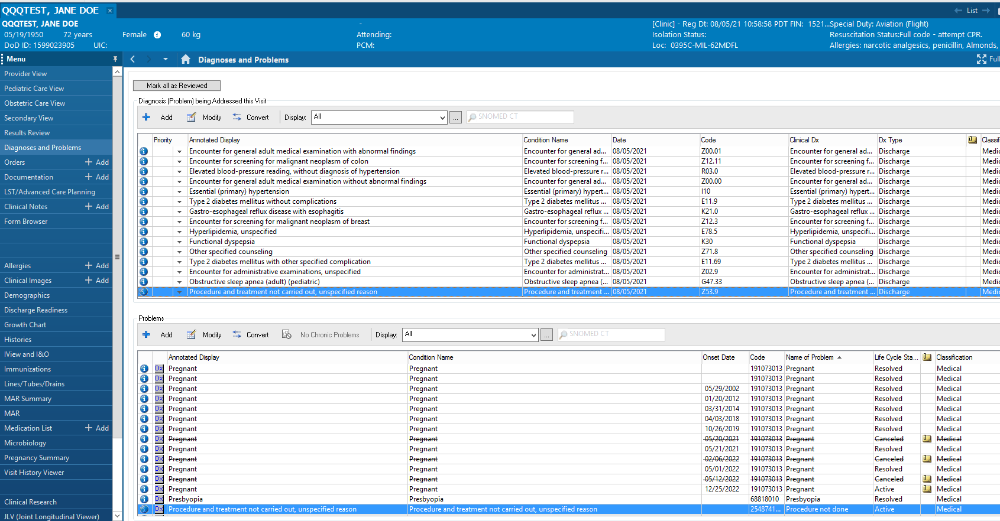 QQQTEST, JANE DOE ×
List
QQQTEST, JANE DOE
05/19/1950 72 years Female 60 kg
DoD ID: 1599023905 UIC:
-
Attending:
PCM:
[Clinic] - Reg Dt: 08/05/21 10:58:58 PDT FIN: 1521...
Isolation Status:
Loc: 0395C-MIL-62MDFL
Special Duty: Aviation (Flight)
Resuscitation Status:Full code - attempt CPR.
Allergies: narcotic analgesics, penicillin, Almonds,
Menu
Provider View
Pediatric Care View
Obstetric Care View
Secondary View
Results Review
Diagnoses and Problems
Orders + Add
Documentation + Add
LST/Advanced Care Planning
Clinical Notes + Add
Form Browser
Allergies + Add
Clinical Images + Add
Demographics
Discharge Readiness
Growth Chart
Histories
IView and I&O
Immunizations
Lines/Tubes/Drains
MAR Summary
MAR
Medication List + Add
Microbiology
Pregnancy Summary
Visit History Viewer
Clinical Research
JLV (Joint Longitudinal Viewer)
Diagnoses and Problems
Full
Mark all as Reviewed
Diagnosis (Problem) being Addressed this Visit
Add Modify Convert Display: All ... SNOMED CT
Priority Annotated Display Condition Name Date Code Clinical Dx Dx Type Classifi
Encounter for general adult medical examination with abnormal findings Encounter for general ad... 08/05/2021 Z00.01 Encounter for general ad... Discharge Medic
Encounter for screening for malignant neoplasm of colon Encounter for screening f... 08/05/2021 Z12.11 Encounter for screening f... Discharge Medic
Elevated blood-pressure reading, without diagnosis of hypertension Elevated blood-pressure r... 08/05/2021 R03.0 Elevated blood-pressure r... Discharge Medic
Encounter for general adult medical examination without abnormal findings Encounter for general ad... 08/05/2021 Z00.00 Encounter for general ad... Discharge Medic
Essential (primary) hypertension Essential (primary) hypert... 08/05/2021 I10 Essential (primary) hypert... Discharge Medic
Type 2 diabetes mellitus without complications Type 2 diabetes mellitus ... 08/05/2021 E11.9 Type 2 diabetes mellitus ... Discharge Medic
Gastro-esophageal reflux disease with esophagitis Gastro-esophageal reflux ... 08/05/2021 K21.0 Gastro-esophageal reflux ... Discharge Medic
Encounter for screening for malignant neoplasm of breast Encounter for screening f... 08/05/2021 Z12.3 Encounter for screening f... Discharge Medic
Hyperlipidemia, unspecified Hyperlipidemia, unspecifi... 08/05/2021 E78.5 Hyperlipidemia, unspecifi... Discharge Medic
Functional dyspepsia Functional dyspepsia 08/05/2021 K30 Functional dyspepsia Discharge Medic
Other specified counseling Other specified counseling 08/05/2021 Z71.8 Other specified counseling Discharge Medic
Type 2 diabetes mellitus with other specified complication Type 2 diabetes mellitus ... 08/05/2021 E11.69 Type 2 diabetes mellitus ... Discharge Medic
Encounter for administrative examinations, unspecified Encounter for administrat... 08/05/2021 Z02.9 Encounter for administrat... Discharge Medic
Obstructive sleep apnea (adult) (pediatric) Obstructive sleep apnea (... 08/05/2021 G47.33 Obstructive sleep apnea (... Discharge Medic
Procedure and treatment not carried out, unspecified reason Procedure and treatment ... 08/05/2021 Z53.9 Procedure and treatment ... Discharge Medic
Problems
Add Modify Convert No Chronic Problems Display: All ... SNOMED CT
Annotated Display Condition Name Onset Date Code Name of Problem Life Cycle Sta... Classification
Dx Pregnant Pregnant 191073013 Pregnant Resolved Medical
Dx Pregnant Pregnant 191073013 Pregnant Resolved Medical
Dx Pregnant Pregnant 05/29/2002 191073013 Pregnant Resolved Medical
Dx Pregnant Pregnant 01/20/2012 191073013 Pregnant Resolved Medical
Dx Pregnant Pregnant 03/31/2014 191073013 Pregnant Resolved Medical
Dx Pregnant Pregnant 04/03/2018 191073013 Pregnant Resolved Medical
Dx Pregnant Pregnant 10/26/2019 191073013 Pregnant Resolved Medical
Dx Pregnant Pregnant 05/20/2021 191073013 Pregnant Canceled Medical
Dx Pregnant Pregnant 05/21/2021 191073013 Pregnant Resolved Medical
Dx Pregnant Pregnant 02/06/2022 191073013 Pregnant Canceled Medical
Dx Pregnant Pregnant 05/01/2022 191073013 Pregnant Resolved Medical
Dx Pregnant Pregnant 05/12/2022 191073013 Pregnant Canceled Medical
Dx Pregnant Pregnant 12/25/2022 191073013 Pregnant Active Medical
Dx Presbyopia Presbyopia 68818010 Presbyopia Resolved Medical
Dx Procedure and treatment not carried out, unspecified reason Procedure and treatment not carried out, unspecified reason 2548741... Procedure not done Active Medical